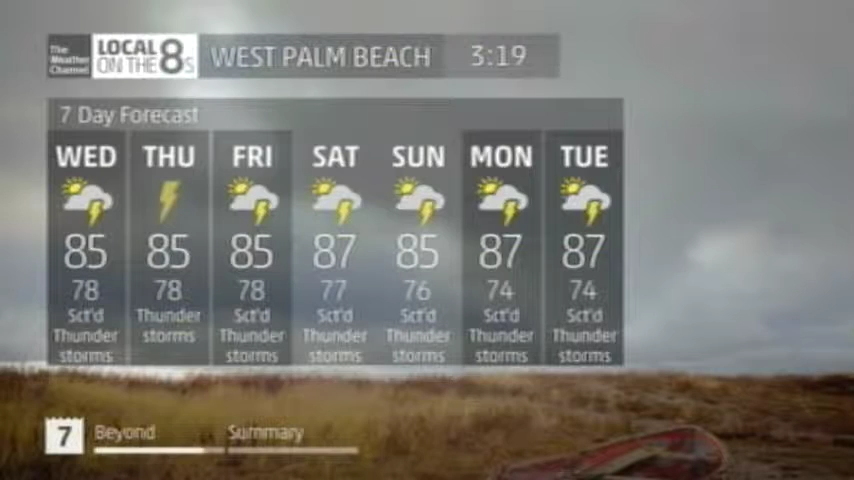 The Weather Channel LOCAL ON THE 8s WEST PALM BEACH 3:19
7 Day Forecast
WED THU FRI SAT SUN MON TUE
85 85 85 87 85 87 87
78 78 78 77 76 74 74
Sct'd Thunder Sct'd Sct'd Sct'd Sct'd Sct'd
Thunder storms Thunder Thunder Thunder Thunder Thunder
storms storms storms storms storms storms
7 Beyond Summary